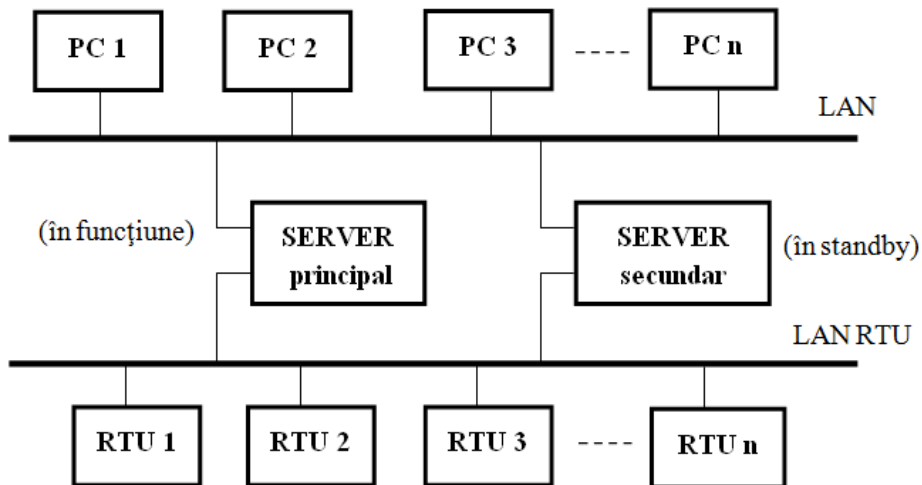 PC 1
PC 2
PC 3
PC n
LAN
(în funcţiune)
SERVER
principal
SERVER
secundar
(în standby)
LAN RTU
RTU 1
RTU 2
RTU 3
RTU n